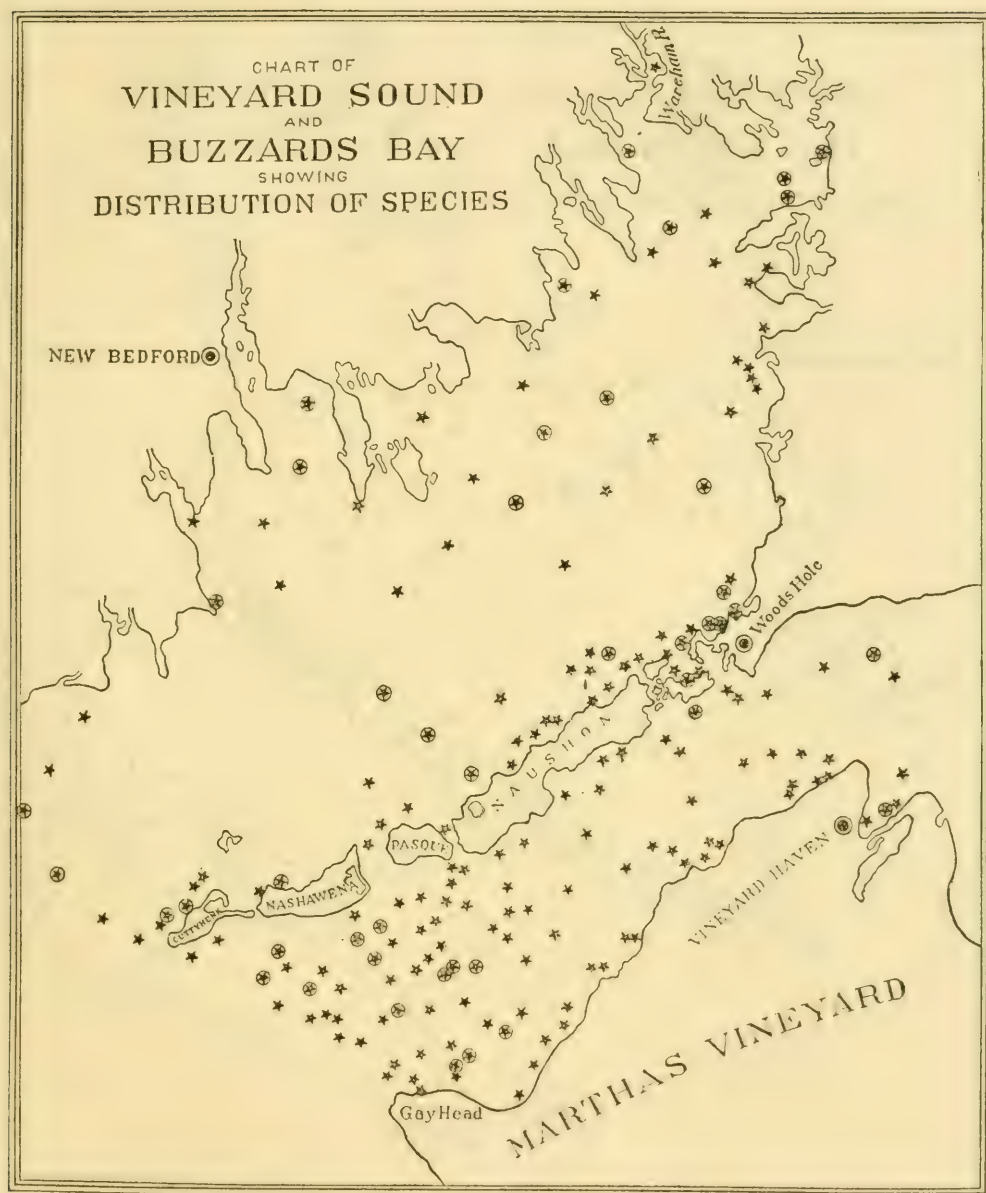 CHART OF
VINEYARD SOUND
AND
BUZZARDS BAY
SHOWING
DISTRIBUTION OF SPECIES
Wareham R.
NEW BEDFORD
Woods Hole
NAUSHOA
PASQUE
NASHAWENA
CUTTYHUNK
VINEYARD HAVEN
MARTHAS VINEYARD
Gay Head